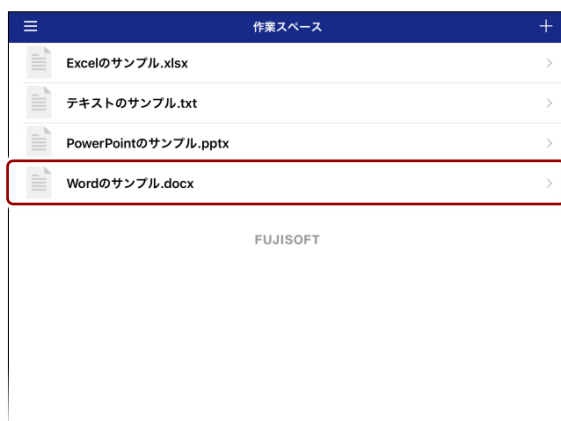 作業スペース
Excelのサンプル.xlsx
テキストのサンプル.txt
PowerPointのサンプル.pptx
Wordのサンプル.docx
FUJISOFT